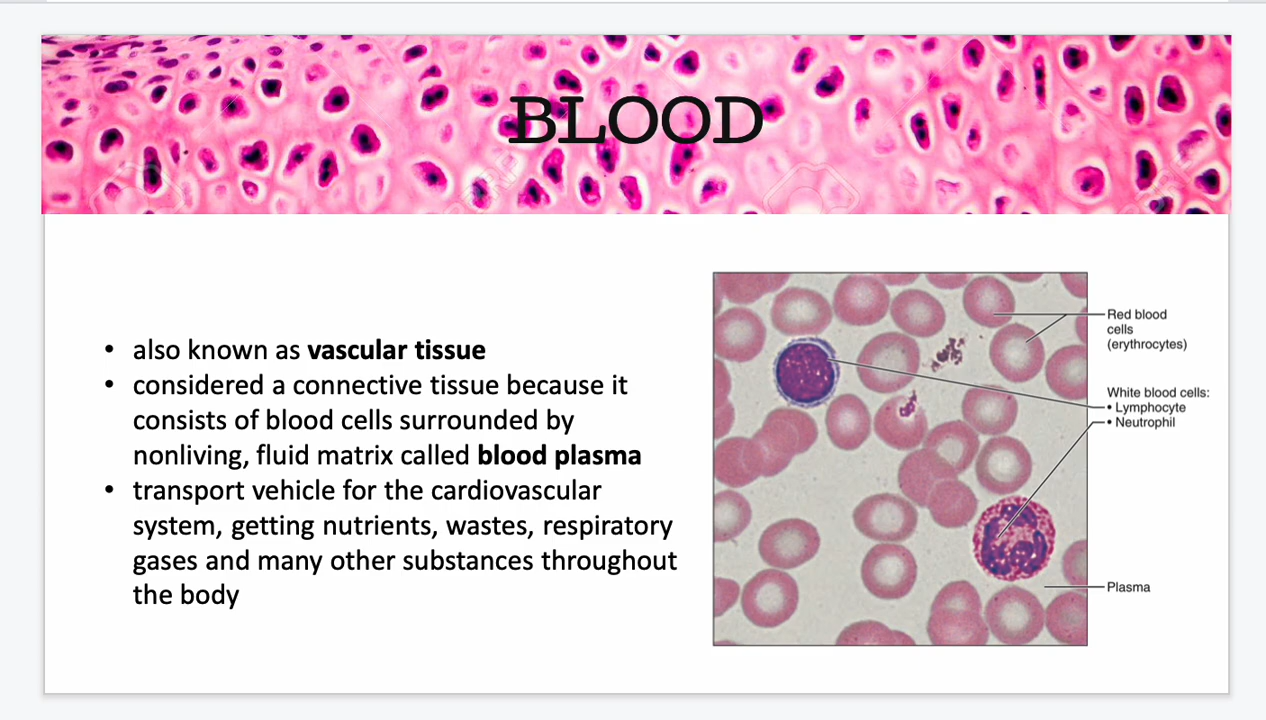 BLOOD
• also known as vascular tissue
• considered a connective tissue because it
consists of blood cells surrounded by
nonliving, fluid matrix called blood plasma
• transport vehicle for the cardiovascular
system, getting nutrients, wastes, respiratory
gases and many other substances throughout
the body
Red blood
cells
(erythrocytes)
White blood cells:
• Lymphocyte
• Neutrophil
Plasma